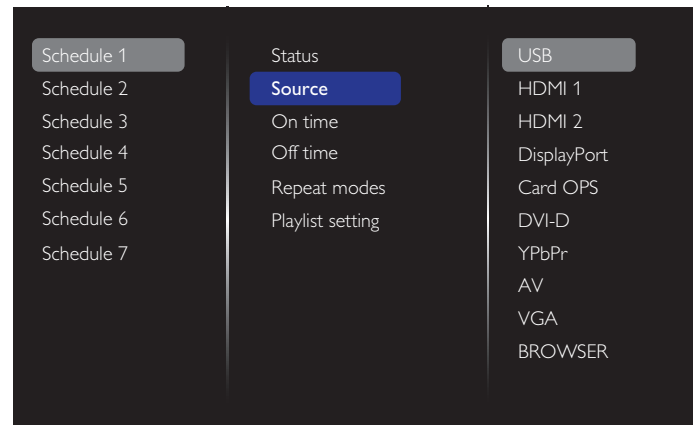 Schedule 1
Schedule 2
Schedule 3
Schedule 4
Schedule 5
Schedule 6
Schedule 7
Status
Source
On time
Off time
Repeat modes
Playlist setting
USB
HDMI 1
HDMI 2
DisplayPort
Card OPS
DVI-D
YPbPr
AV
VGA
BROWSER